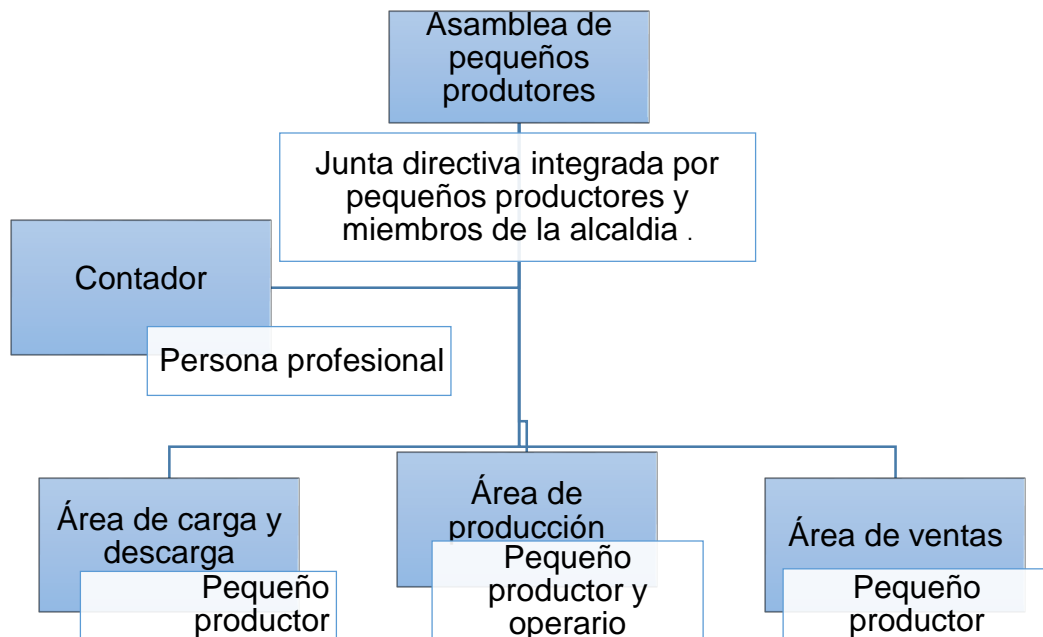 Asamblea de
pequeños
produtores
Junta directiva integrada por
pequeños productores y
miembros de la alcaldia .
Contador
Persona profesional
Área de carga y
descarga
Pequeño
productor
Área de
producción
Pequeño
productor y
operario
Área de ventas
Pequeño
productor